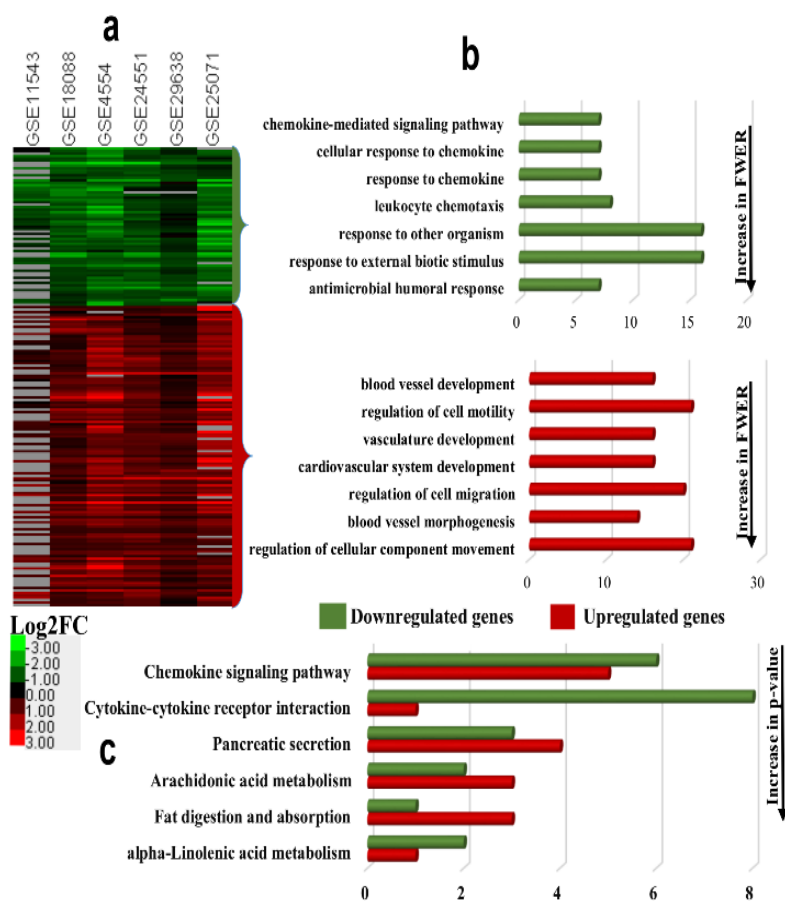 a
GSE11543
GSE18088
GSE4554
GSE24551
GSE29638
GSE25071
b
chemokine-mediated signaling pathway
cellular response to chemokine
response to chemokine
leukocyte chemotaxis
response to other organism
response to external biotic stimulus
antimicrobial humoral response
0 5 10 15 20
Increase in FWER
blood vessel development
regulation of cell motility
vasculature development
cardiovascular system development
regulation of cell migration
blood vessel morphogenesis
regulation of cellular component movement
0 10 20 30
Increase in FWER
Downregulated genes Upregulated genes
Log2FC
-3.00
-2.00
-1.00
0.00
1.00
2.00
3.00
c
Chemokine signaling pathway
Cytokine-cytokine receptor interaction
Pancreatic secretion
Arachidonic acid metabolism
Fat digestion and absorption
alpha-Linolenic acid metabolism
0 2 4 6 8
Increase in p-value